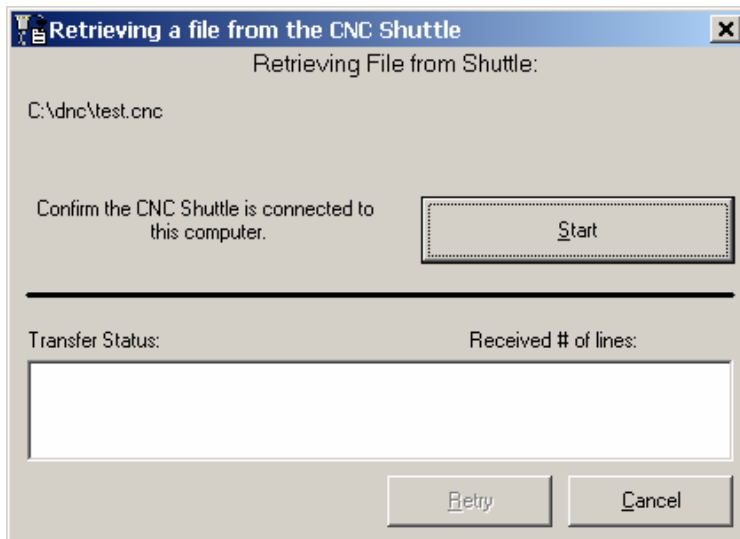 Retrieving a file from the CNC Shuttle
Retrieving File from Shuttle:
C:\dnc\test.cnc
Confirm the CNC Shuttle is connected to
this computer.
Start
Transfer Status:
Received # of lines:
Retry
Cancel